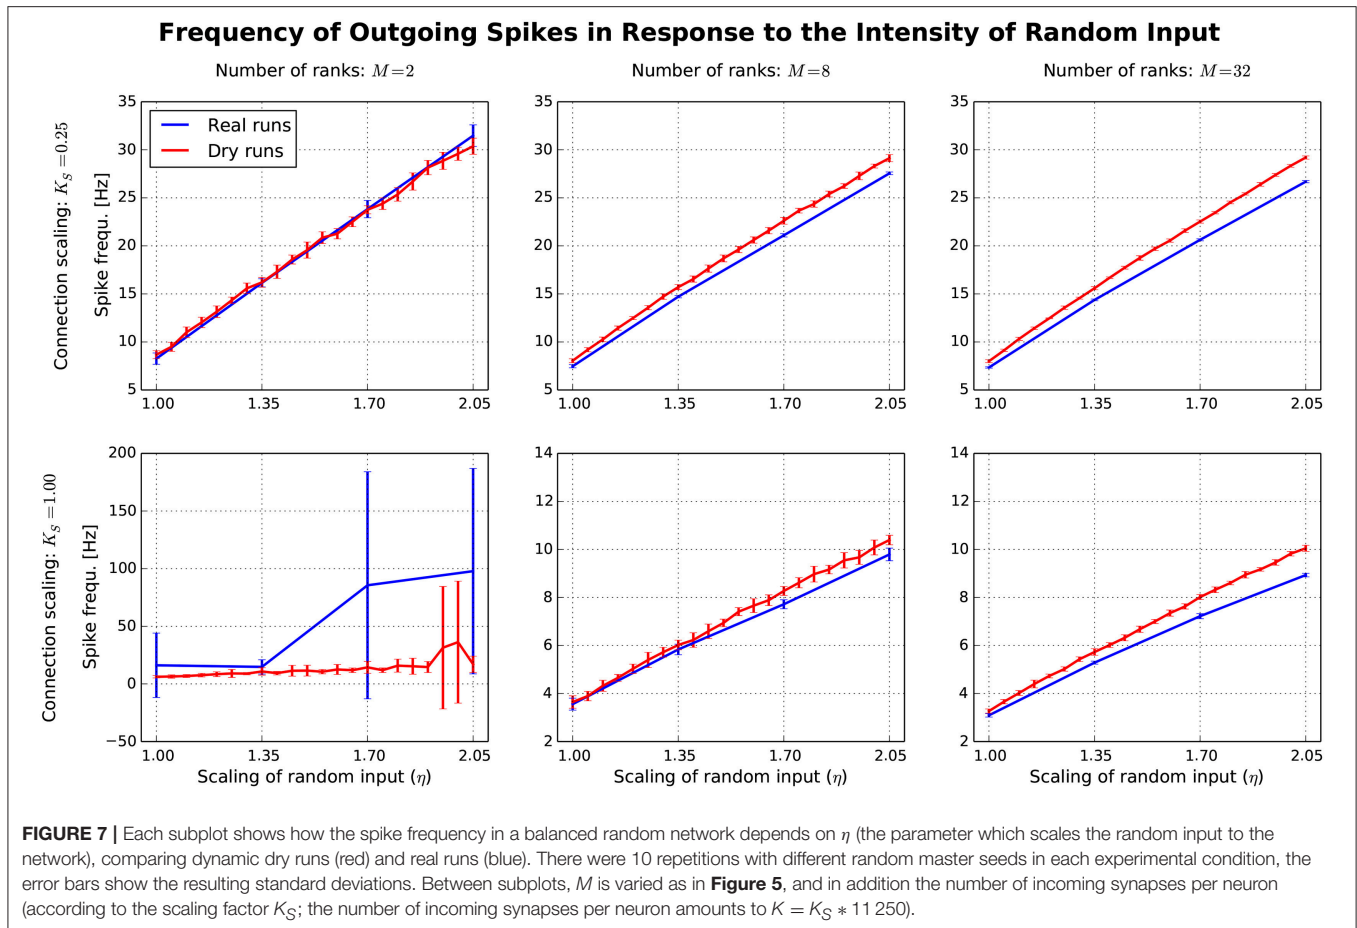 Frequency of Outgoing Spikes in Response to the Intensity of Random Input
Number of ranks: M=2
Number of ranks: M=8
Number of ranks: M=32
Connection scaling: K_S=0.25
Spike frequ. [Hz]
35
30
25
20
15
10
5
Real runs
Dry runs
1.00 1.35 1.70 2.05
35
30
25
20
15
10
5
1.00 1.35 1.70 2.05
35
30
25
20
15
10
5
1.00 1.35 1.70 2.05
Connection scaling: K_S=1.00
Spike frequ. [Hz]
200
150
100
50
0
−50
1.00 1.35 1.70 2.05
Scaling of random input (η)
14
12
10
8
6
4
2
1.00 1.35 1.70 2.05
Scaling of random input (η)
14
12
10
8
6
4
2
1.00 1.35 1.70 2.05
Scaling of random input (η)
FIGURE 7 | Each subplot shows how the spike frequency in a balanced random network depends on η (the parameter which scales the random input to the
network), comparing dynamic dry runs (red) and real runs (blue). There were 10 repetitions with different random master seeds in each experimental condition, the
error bars show the resulting standard deviations. Between subplots, M is varied as in Figure 5, and in addition the number of incoming synapses per neuron
(according to the scaling factor K_S; the number of incoming synapses per neuron amounts to K = K_S * 11 250).